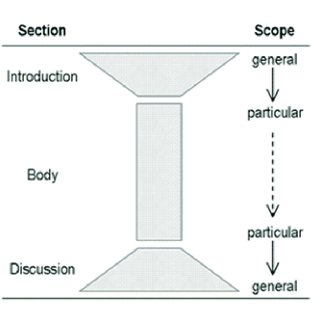 Section Scope
general
Introduction
particular
Body
particular
Discussion
general